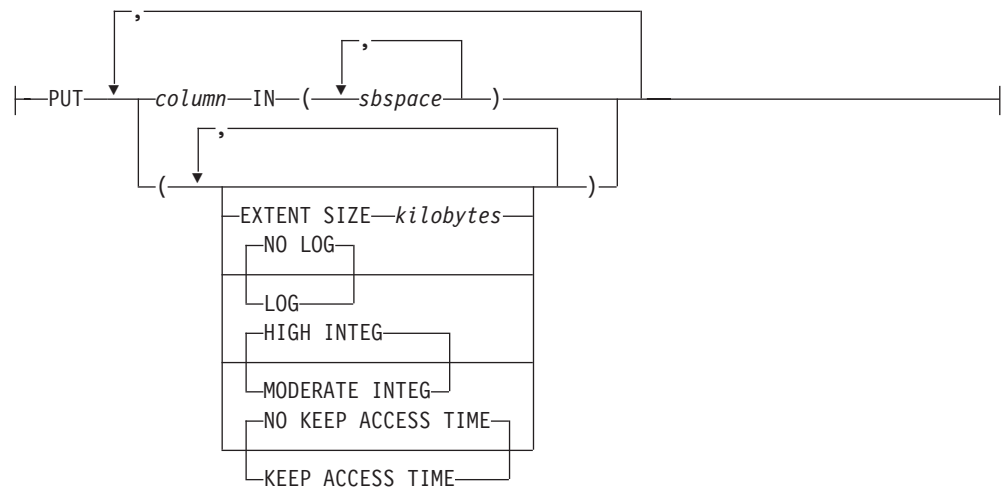 ,
,
PUT column IN ( sbspace )
,
( )
EXTENT SIZE kilobytes
NO LOG
LOG
HIGH INTEG
MODERATE INTEG
NO KEEP ACCESS TIME
KEEP ACCESS TIME